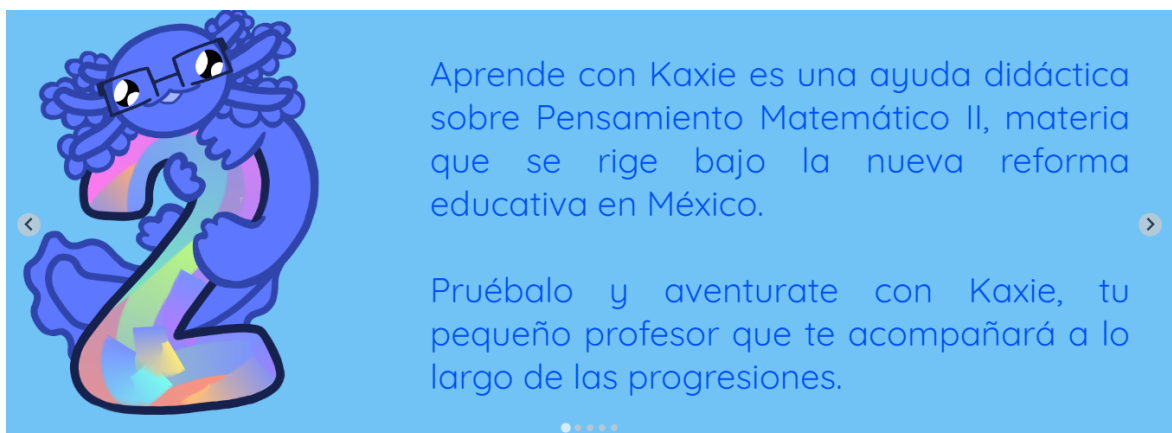 Aprende con Kaxie es una ayuda didáctica
sobre Pensamiento Matemático II, materia
que se rige bajo la nueva reforma
educativa en México.
Pruébalo y aventurate con Kaxie, tu
pequeño profesor que te acompañará a lo
largo de las progresiones.